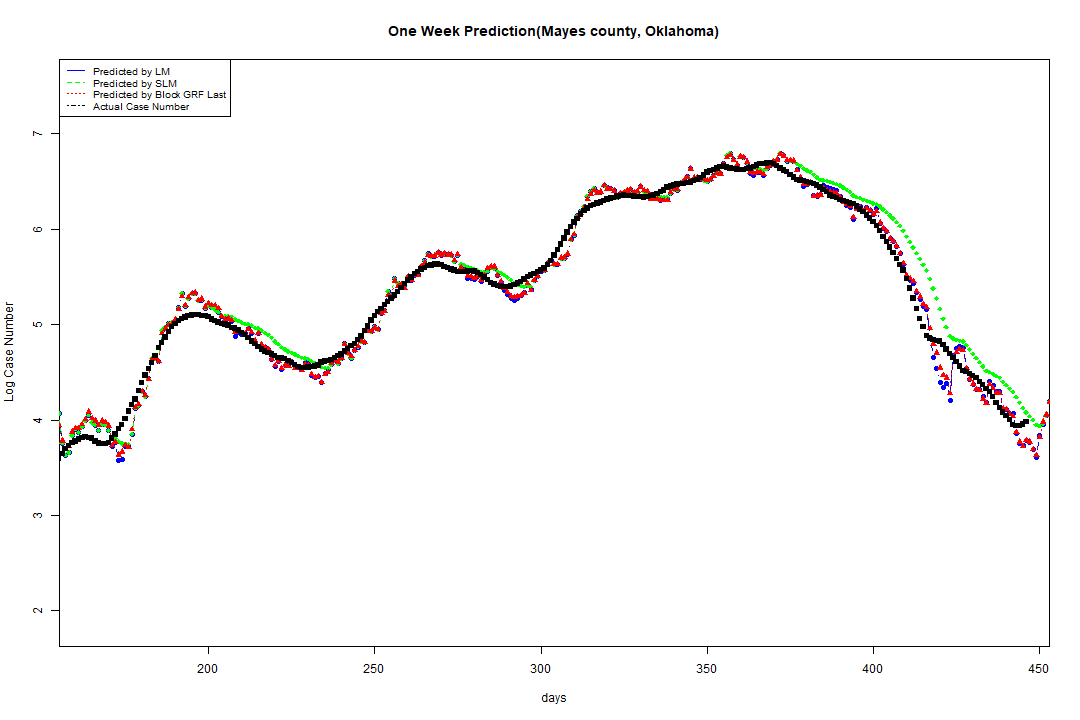 One Week Prediction(Mayes county, Oklahoma)
Predicted by LM
Predicted by SLM
Predicted by Block GRF Last
Actual Case Number
7
6
5
4
3
2
Log Case Number
200 250 300 350 400 450
days